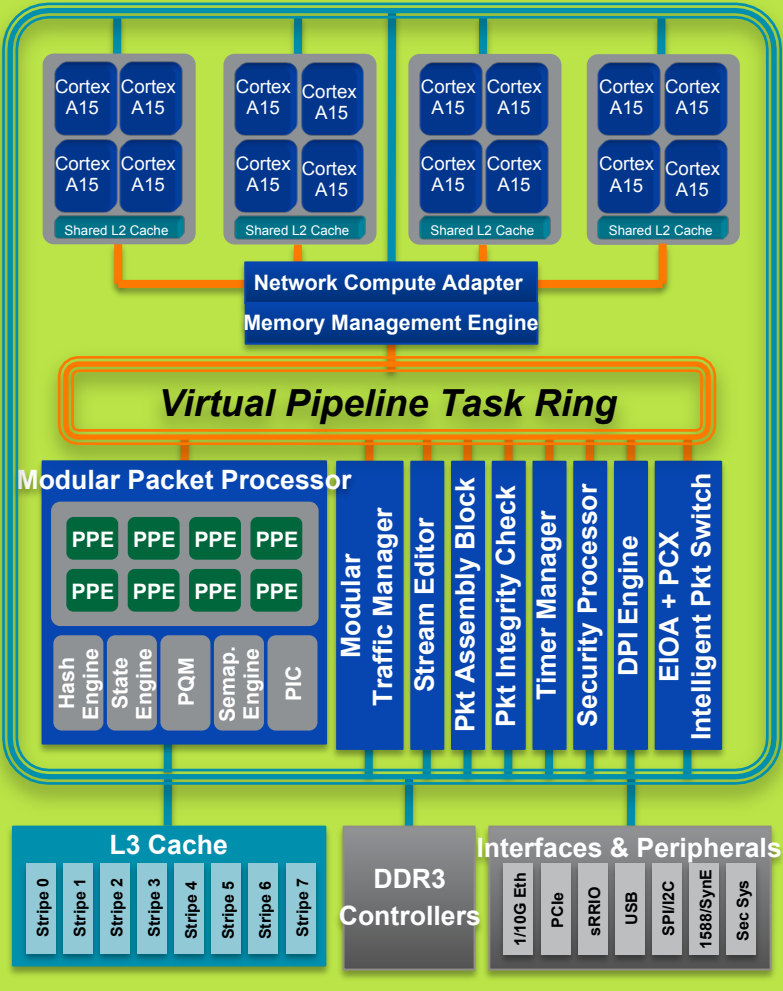 Cortex A15
Cortex A15
Cortex A15
Cortex A15
Shared L2 Cache
Cortex A15
Cortex A15
Cortex A15
Cortex A15
Shared L2 Cache
Cortex A15
Cortex A15
Cortex A15
Cortex A15
Shared L2 Cache
Cortex A15
Cortex A15
Cortex A15
Cortex A15
Shared L2 Cache
Network Compute Adapter
Memory Management Engine
Virtual Pipeline Task Ring
Modular Packet Processor
PPE PPE PPE PPE
PPE PPE PPE PPE
Hash
Engine
State
Engine
PQM
Semap.
Engine
PIC
Modular
Traffic Manager
Stream Editor
Pkt Assembly Block
Pkt Integrity Check
Timer Manager
Security Processor
DPI Engine
EIOA + PCX
Intelligent Pkt Switch
L3 Cache
Stripe 0
Stripe 1
Stripe 2
Stripe 3
Stripe 4
Stripe 5
Stripe 6
Stripe 7
DDR3
Controllers
Interfaces & Peripherals
1/10G Eth
PCIe
sRRIO
USB
SPI/I2C
1588/SynE
Sec Sys